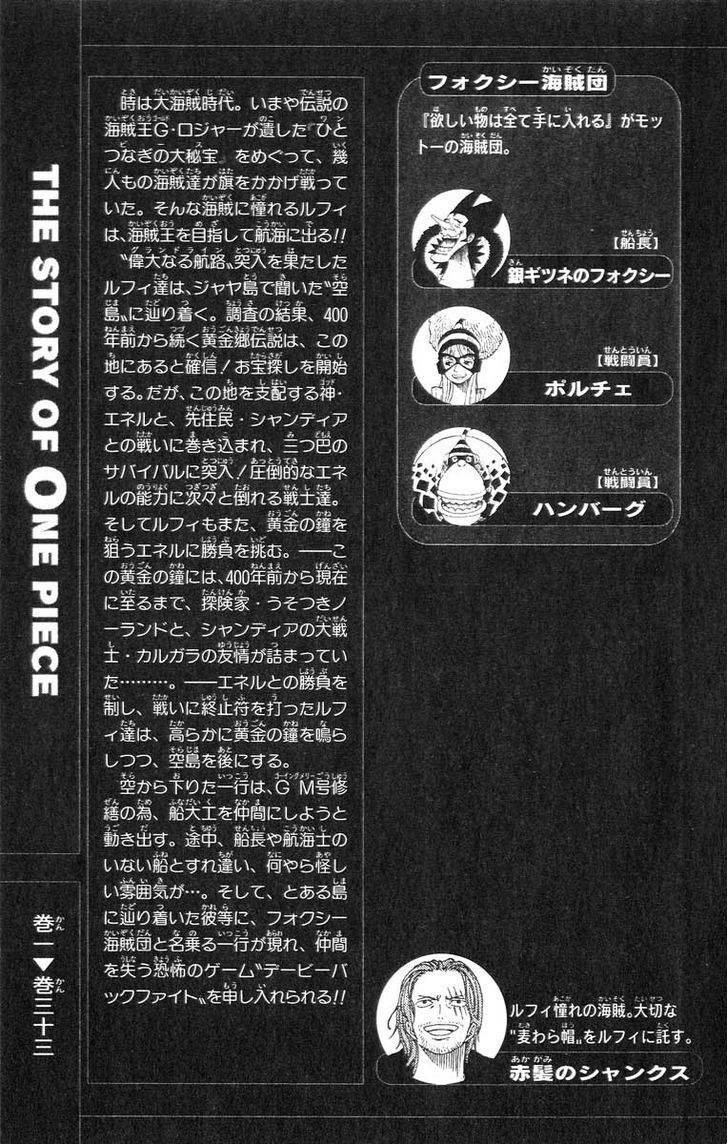 THE STORY OF ONE PIECE
巻一▼巻三十三
時は大海賊時代。いまや伝説の
海賊王G・ロジャーが遺した『ひと
つなぎの大秘宝』をめぐって、幾
人もの海賊達が旗をかかげ戦って
いた。そんな海賊に憧れるルフィ
は、海賊王を目指して航海に出る!!
〝偉大なる航路〟突入を果たした
ルフィ達は、ジャヤ島で聞いた〝空
島〟に辿り着く。調査の結果、400
年前から続く黄金郷伝説は、この
地にあると確信！お宝探しを開始
する。だが、この地を支配する神・
エネルと、先住民・シャンディア
との戦いに巻き込まれ、三つ巴の
サバイバルに突入！圧倒的なエネ
ルの能力に次々と倒れる戦士達。
そしてルフィもまた、黄金の鐘を
狙うエネルに勝負を挑む。――こ
の黄金の鐘には、400年前から現在
に至るまで、探険家・うそつきノ
ーランドと、シャンディアの大戦
士・カルガラの友情が詰まってい
た………。――エネルとの勝負を
制し、戦いに終止符を打ったルフ
ィ達は、高らかに黄金の鐘を鳴ら
しつつ、空島を後にする。
空から下りた一行は、GM号修
繕の為、船大工を仲間にしようと
動き出す。途中、船長や航海士の
いない船とすれ違い、何やら怪し
い雰囲気が…。そして、とある島
に辿り着いた彼等に、フォクシー
海賊団と名乗る一行が現れ、仲間
を失う恐怖のゲーム〝デービーバ
ックファイト〟を申し入れられる!!
フォクシー海賊団
『欲しい物は全て手に入れる』がモッ
トーの海賊団。
【船長】
銀ギツネのフォクシー
【戦闘員】
ポルチェ
【戦闘員】
ハンバーグ
ルフィ憧れの海賊。大切な
〝麦わら帽〟をルフィに託す。
赤髪のシャンクス